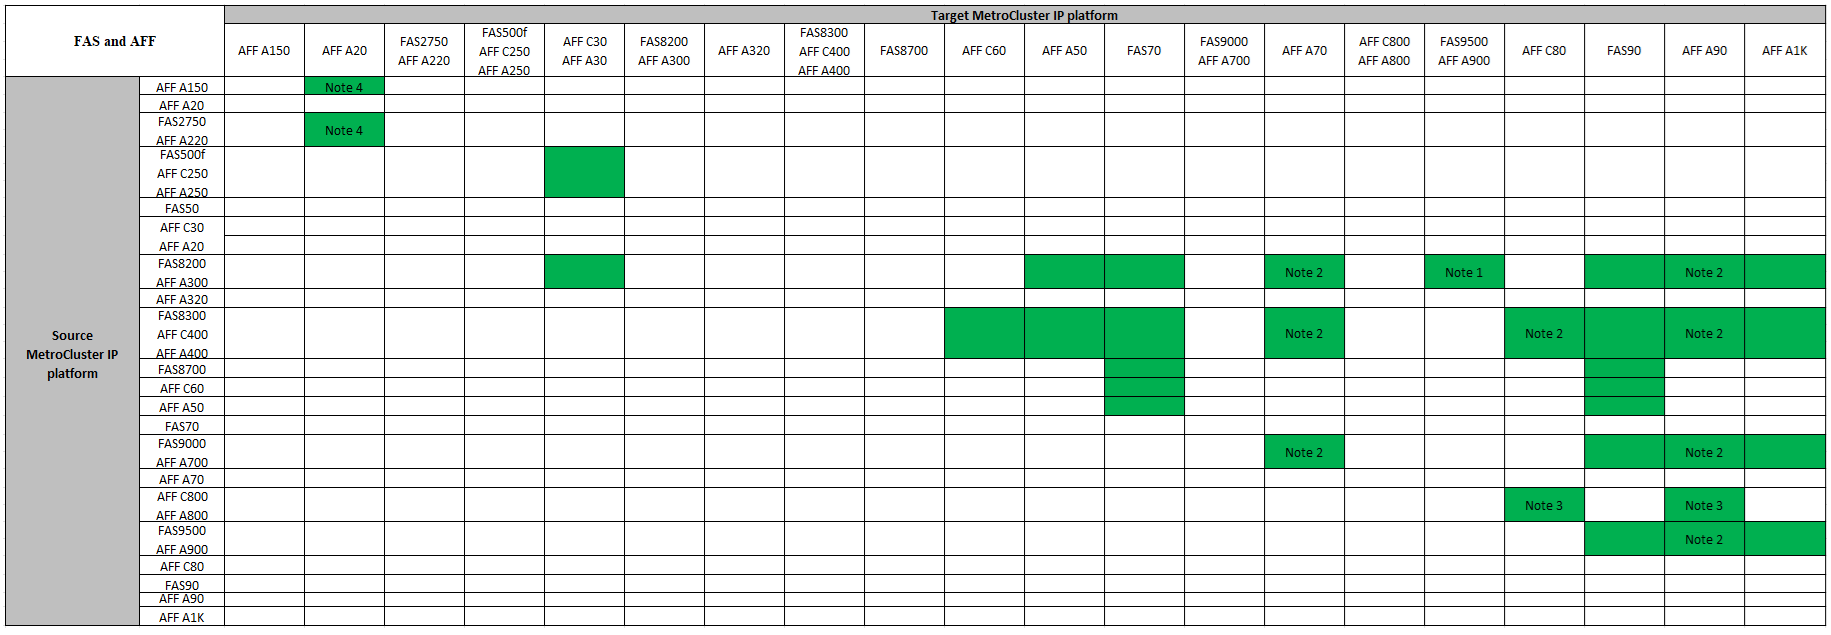 Target MetroCluster IP platform
FAS and AFF
AFF A150
AFF A20
FAS2750
AFF A220
FAS500f
AFF C250
AFF A250
AFF C30
AFF A30
FAS8200
AFF A300
AFF A320
FAS8300
AFF C400
AFF A400
FAS8700
AFF C60
AFF A50
FAS70
FAS9000
AFF A700
AFF A70
AFF C800
AFF A800
FAS9500
AFF A900
AFF C80
FAS90
AFF A90
AFF A1K
Source
MetroCluster IP
platform
AFF A150
Note 4
AFF A20
FAS2750
AFF A220
Note 4
FAS500f
AFF C250
AFF A250
FAS50
AFF C30
AFF A20
FAS8200
AFF A300
Note 2
Note 1
Note 2
AFF A320
FAS8300
AFF C400
AFF A400
Note 2
Note 2
Note 2
FAS8700
AFF C60
AFF A50
FAS70
FAS9000
AFF A700
Note 2
Note 2
AFF A70
AFF C800
AFF A800
Note 3
Note 3
FAS9500
AFF A900
Note 2
AFF C80
FAS90
AFF A90
AFF A1K